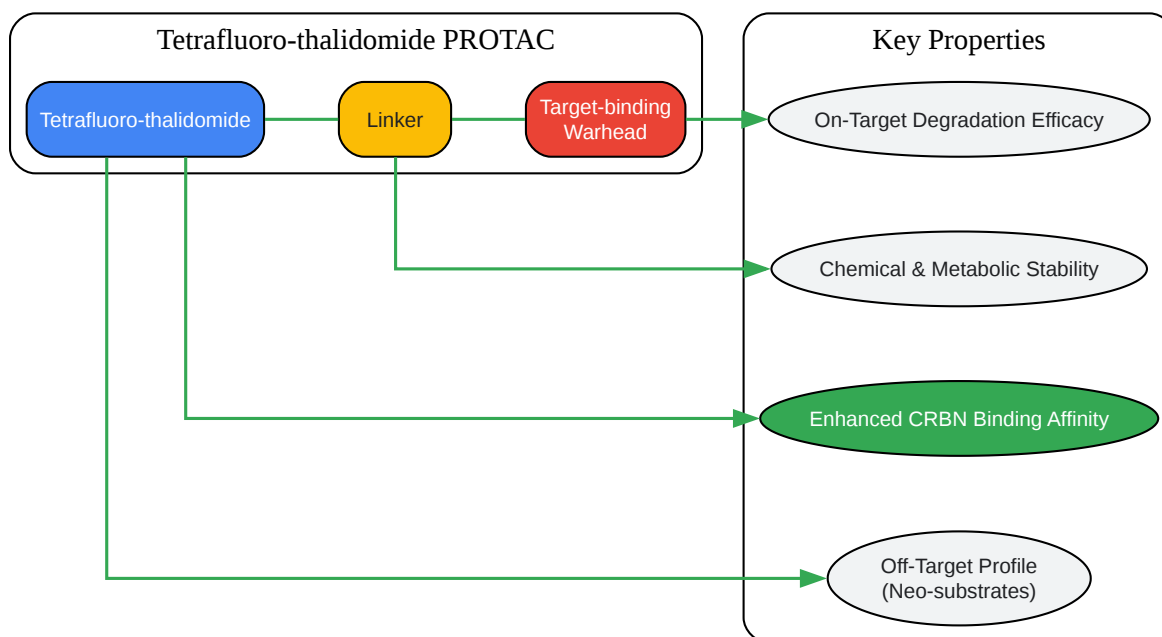 Tetrafluoro-thalidomide PROTAC
Tetrafluoro-thalidomide
Linker
Target-binding
Warhead
Key Properties
On-Target Degradation Efficacy
Chemical & Metabolic Stability
Enhanced CRBN Binding Affinity
Off-Target Profile
(Neo-substrates)